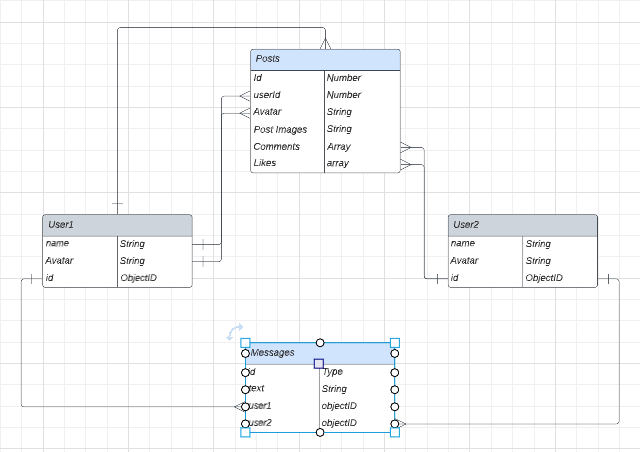 Posts
Id Number
userId Number
Avatar String
Post Images String
Comments Array
Likes array
User1
name String
Avatar String
id ObjectID
User2
name String
Avatar String
id ObjectID
Messages
id Type
text String
user1 objectID
user2 objectID